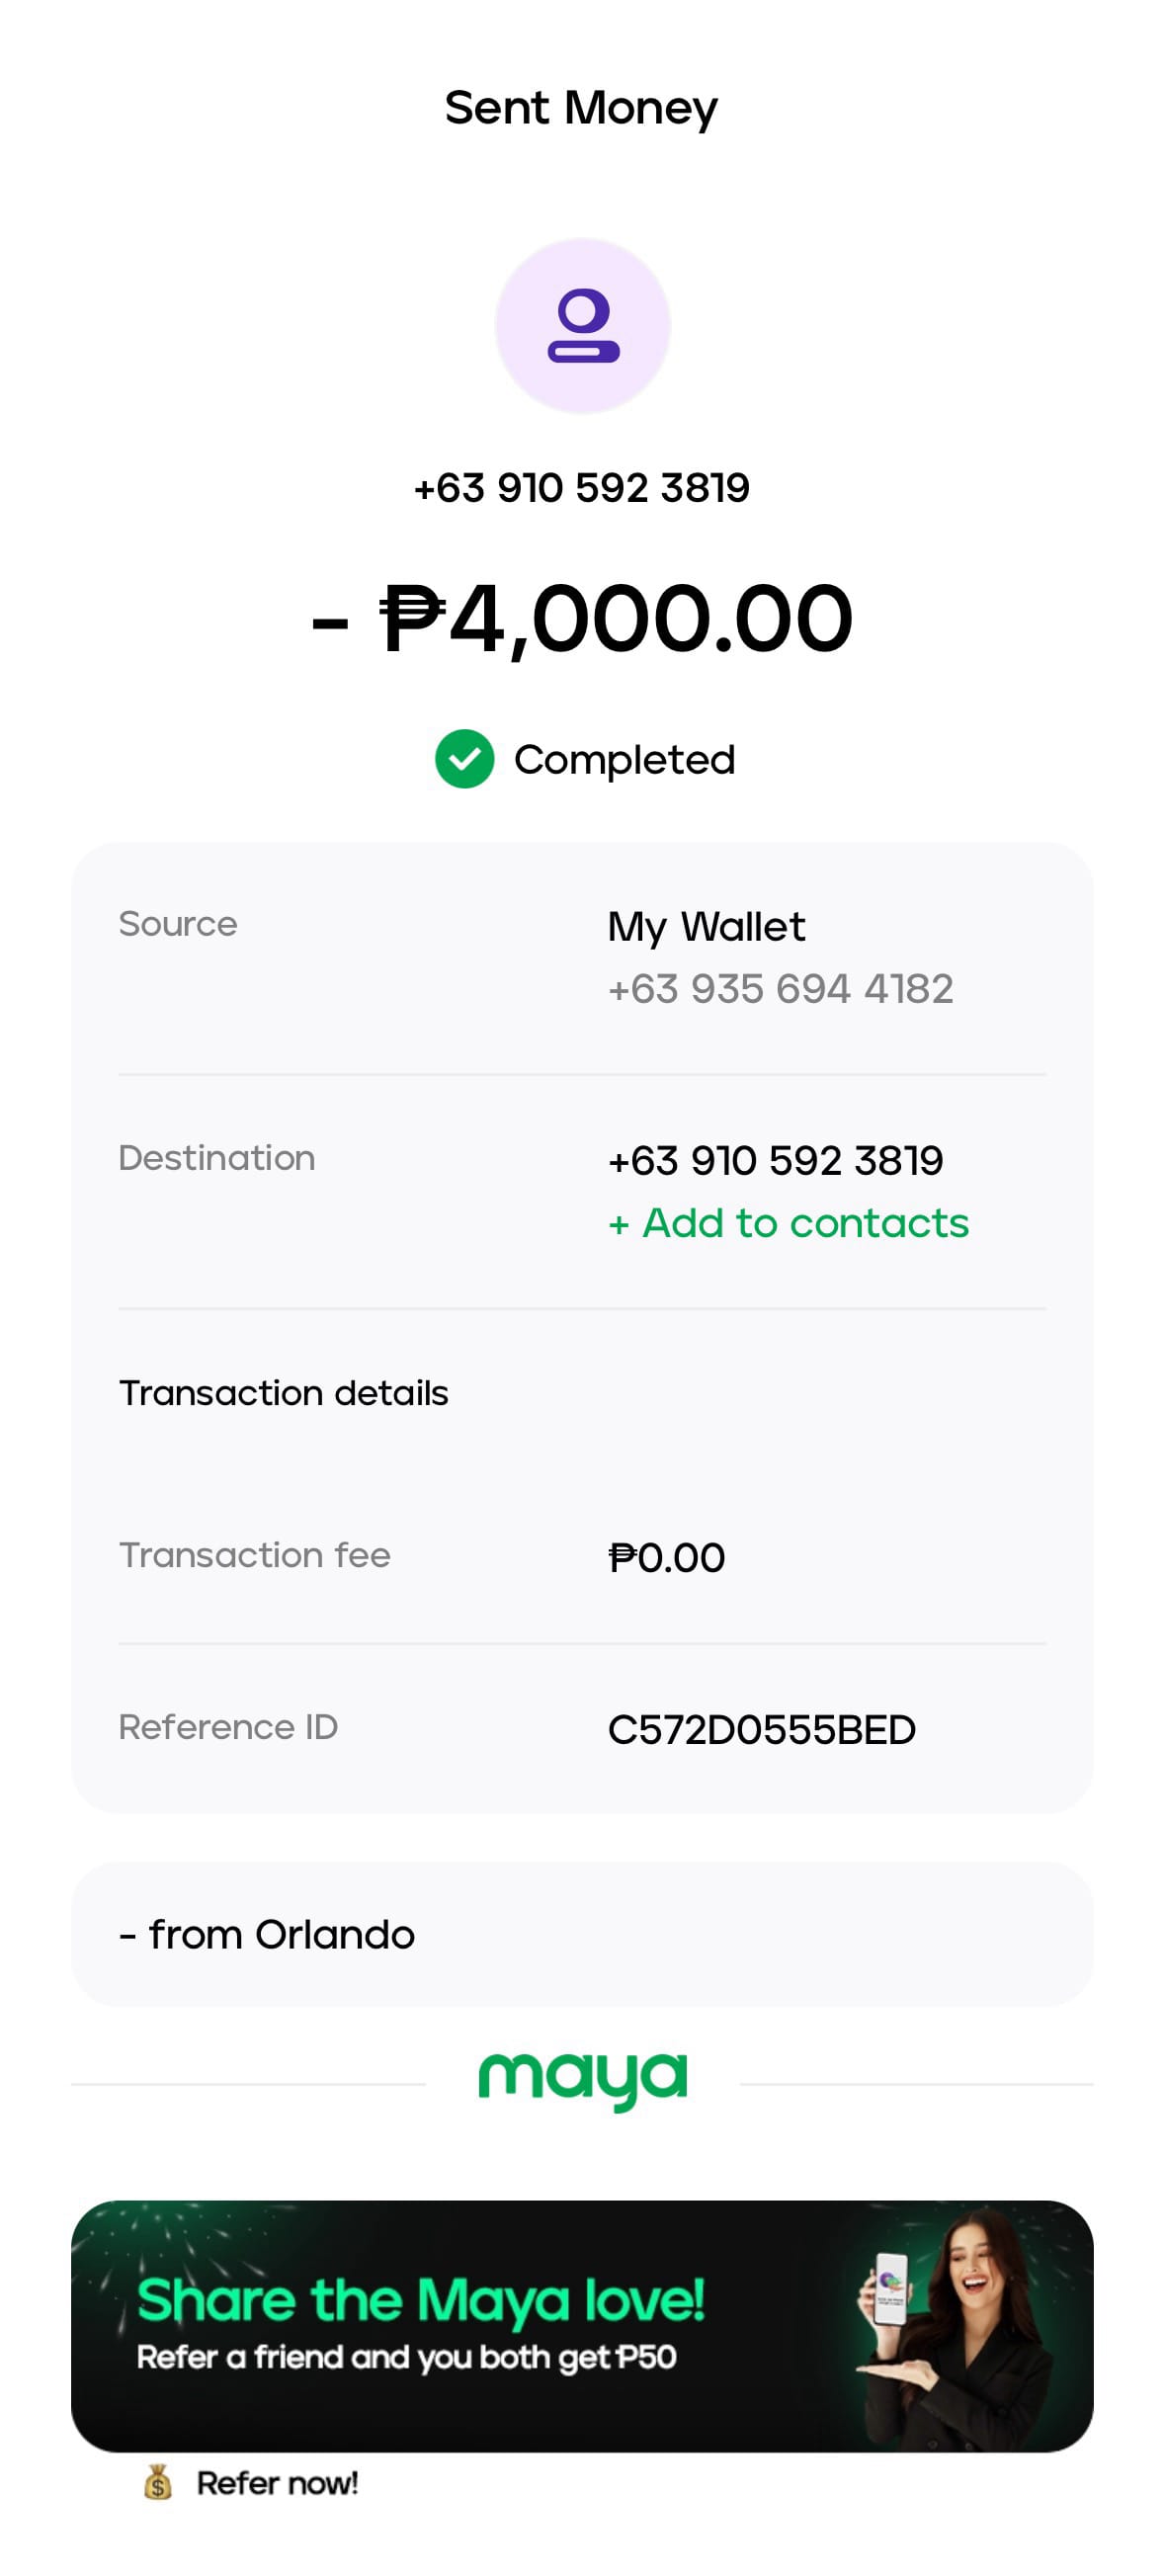 Sent Money
+63 910 592 3819
- ₱4,000.00
Completed
Source
My Wallet
+63 935 694 4182
Destination
+63 910 592 3819
+ Add to contacts
Transaction details
Transaction fee
₱0.00
Reference ID
C572D0555BED
- from Orlando
maya
Share the Maya love!
Refer a friend and you both get ₱50
Refer now!